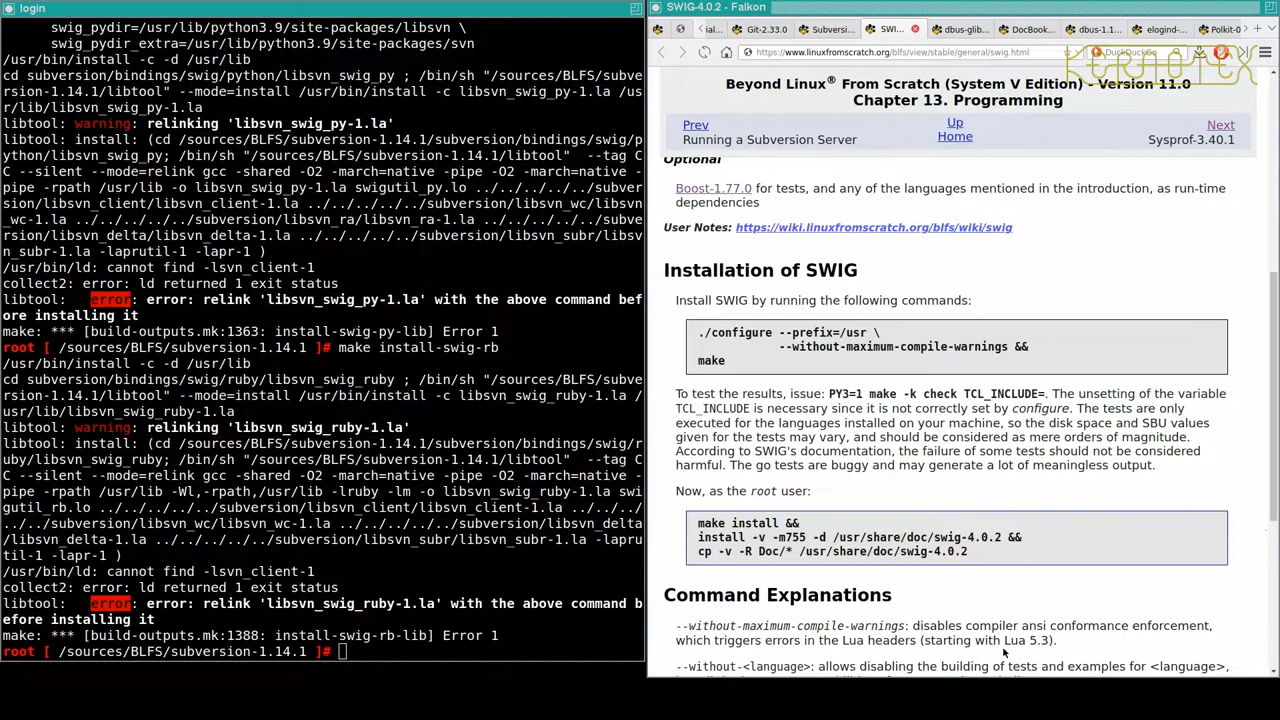 login
swig_pydir=/usr/lib/python3.9/site-packages/libsvn \
swig_pydir_extra=/usr/lib/python3.9/site-packages/svn
/usr/bin/install -c -d /usr/lib
cd subversion/bindings/swig/python/libsvn_swig_py ; /bin/sh "/sources/BLFS/subve
rsion-1.14.1/libtool" --mode=install /usr/bin/install -c libsvn_swig_py-1.la /us
r/lib/libsvn_swig_py-1.la
libtool: warning: relinking 'libsvn_swig_py-1.la'
libtool: install: (cd /sources/BLFS/subversion-1.14.1/subversion/bindings/swig/p
ython/libsvn_swig_py; /bin/sh "/sources/BLFS/subversion-1.14.1/libtool"  --tag C
C --silent --mode=relink gcc -shared -O2 -march=native -pipe -O2 -march=native -
pipe -rpath /usr/lib -o libsvn_swig_py-1.la swigutil_py.lo ../../../../../subver
sion/libsvn_client/libsvn_client-1.la ../../../../../subversion/libsvn_wc/libsvn
_wc-1.la ../../../../../subversion/libsvn_ra/libsvn_ra-1.la ../../../../../subve
rsion/libsvn_delta/libsvn_delta-1.la ../../../../../subversion/libsvn_subr/libsv
n_subr-1.la -laprutil-1 -lapr-1 )
/usr/bin/ld: cannot find -lsvn_client-1
collect2: error: ld returned 1 exit status
libtool:   error: error: relink 'libsvn_swig_py-1.la' with the above command bef
ore installing it
make: *** [build-outputs.mk:1363: install-swig-py-lib] Error 1
root [ /sources/BLFS/subversion-1.14.1 ]# make install-swig-rb
/usr/bin/install -c -d /usr/lib
cd subversion/bindings/swig/ruby/libsvn_swig_ruby ; /bin/sh "/sources/BLFS/subve
rsion-1.14.1/libtool" --mode=install /usr/bin/install -c libsvn_swig_ruby-1.la /
usr/lib/libsvn_swig_ruby-1.la
libtool: warning: relinking 'libsvn_swig_ruby-1.la'
libtool: install: (cd /sources/BLFS/subversion-1.14.1/subversion/bindings/swig/r
uby/libsvn_swig_ruby; /bin/sh "/sources/BLFS/subversion-1.14.1/libtool"  --tag C
C --silent --mode=relink gcc -shared -O2 -march=native -pipe -O2 -march=native -
pipe -rpath /usr/lib -Wl,-rpath,/usr/lib -lruby -lm -o libsvn_swig_ruby-1.la swi
gutil_rb.lo ../../../../../subversion/libsvn_client/libsvn_client-1.la ../../../
../../subversion/libsvn_wc/libsvn_wc-1.la ../../../../../subversion/libsvn_delta
/libsvn_delta-1.la ../../../../../subversion/libsvn_subr/libsvn_subr-1.la -lapru
til-1 -lapr-1 )
/usr/bin/ld: cannot find -lsvn_client-1
collect2: error: ld returned 1 exit status
libtool:   error: error: relink 'libsvn_swig_ruby-1.la' with the above command b
efore installing it
make: *** [build-outputs.mk:1388: install-swig-rb-lib] Error 1
root [ /sources/BLFS/subversion-1.14.1 ]#
SWIG-4.0.2 - Falkon
ial... Git-2.33.0 Subversi... SWI... dbus-glib... DocBook... dbus-1.1... elogind-... Polkit-0
https://www.linuxfromscratch.org/blfs/view/stable/general/swig.html DuckDuckGo
KERNOTEX
Beyond Linux® From Scratch (System V Edition) - Version 11.0
Chapter 13. Programming
Prev Up Next
Running a Subversion Server Home Sysprof-3.40.1
Optional
Boost-1.77.0 for tests, and any of the languages mentioned in the introduction, as run-time
dependencies
User Notes: https://wiki.linuxfromscratch.org/blfs/wiki/swig
Installation of SWIG
Install SWIG by running the following commands:
./configure --prefix=/usr \
--without-maximum-compile-warnings &&
make
To test the results, issue: PY3=1 make -k check TCL_INCLUDE=. The unsetting of the variable
TCL_INCLUDE is necessary since it is not correctly set by configure. The tests are only
executed for the languages installed on your machine, so the disk space and SBU values
given for the tests may vary, and should be considered as mere orders of magnitude.
According to SWIG's documentation, the failure of some tests should not be considered
harmful. The go tests are buggy and may generate a lot of meaningless output.
Now, as the root user:
make install &&
install -v -m755 -d /usr/share/doc/swig-4.0.2 &&
cp -v -R Doc/* /usr/share/doc/swig-4.0.2
Command Explanations
--without-maximum-compile-warnings: disables compiler ansi conformance enforcement,
which triggers errors in the Lua headers (starting with Lua 5.3).
--without-<language>: allows disabling the building of tests and examples for <language>,